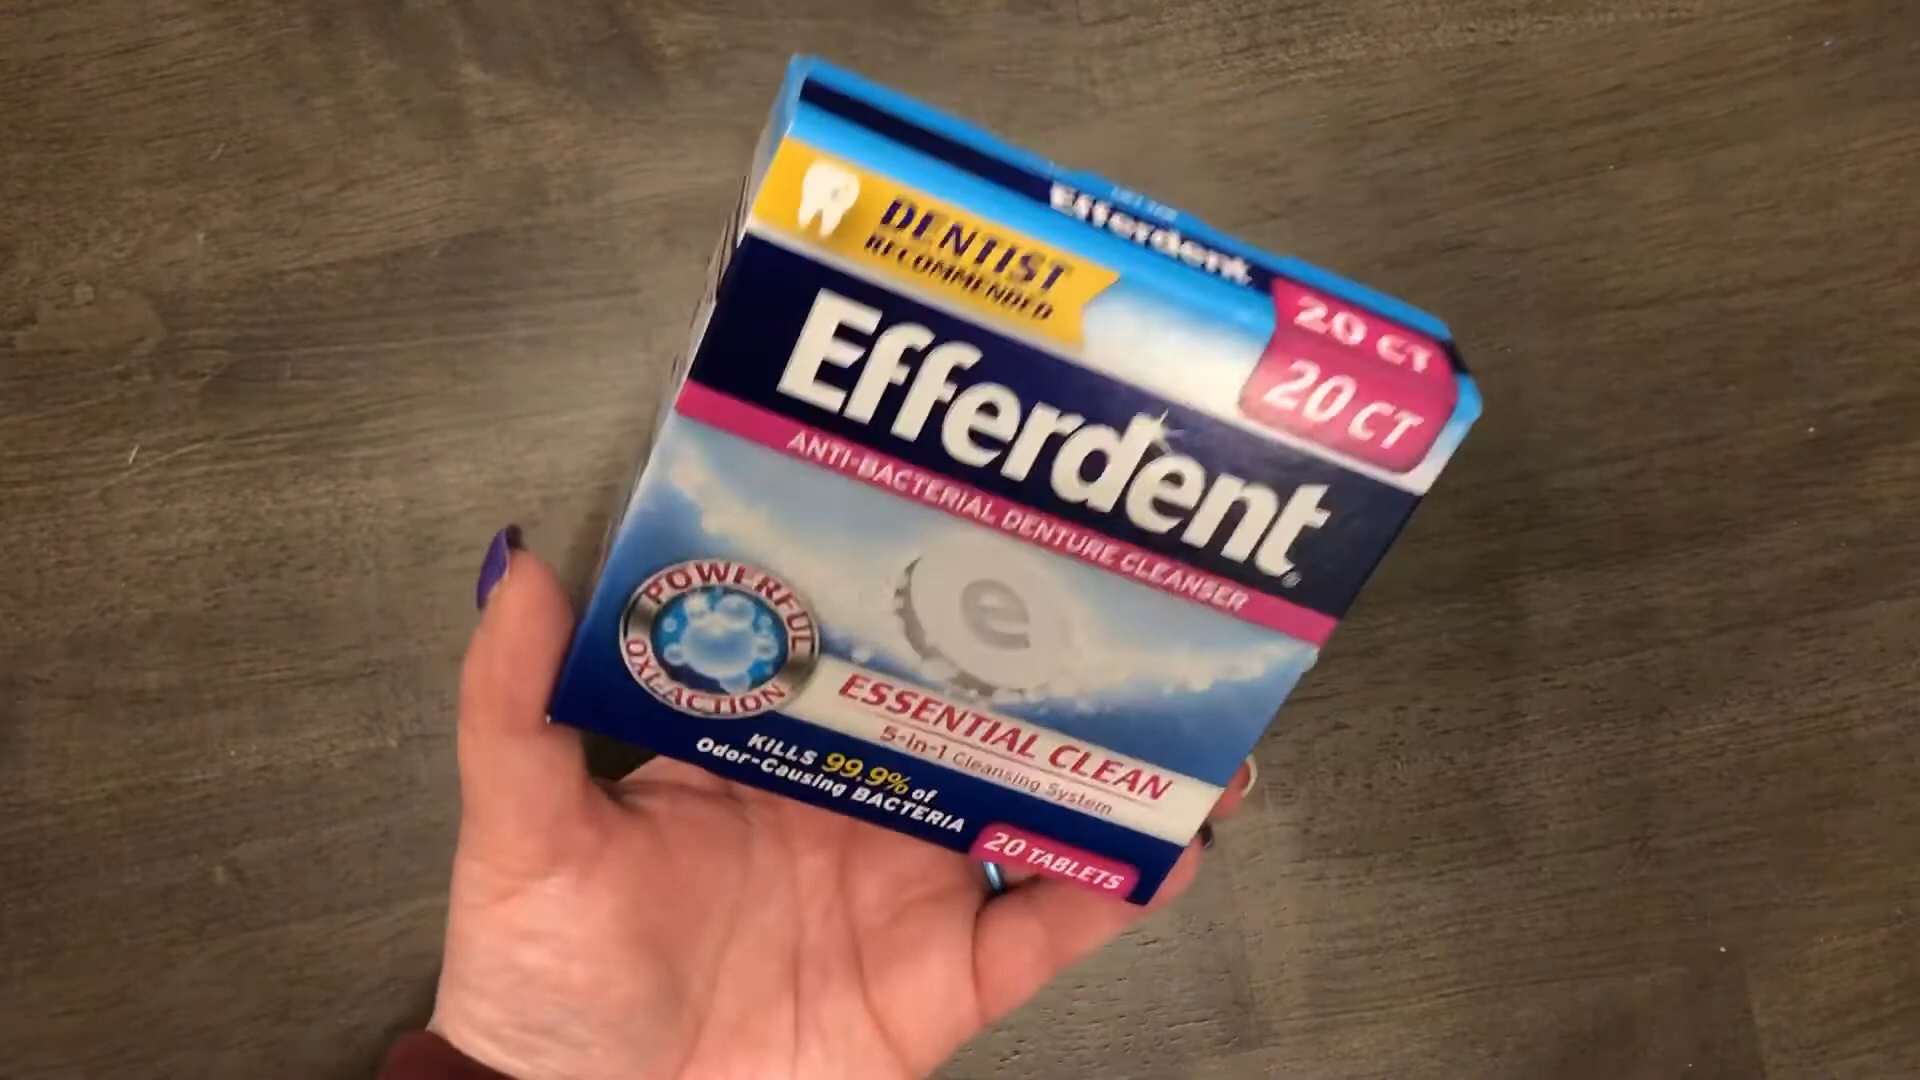 Efferdent
20 CT
DENTIST
RECOMMENDED
20 CT
Efferdent
ANTI-BACTERIAL DENTURE CLEANSER
e
POWERFUL
OXI-ACTION
ESSENTIAL CLEAN
5-in-1 Cleansing System
KILLS 99.9% of
Odor-Causing BACTERIA
20 TABLETS